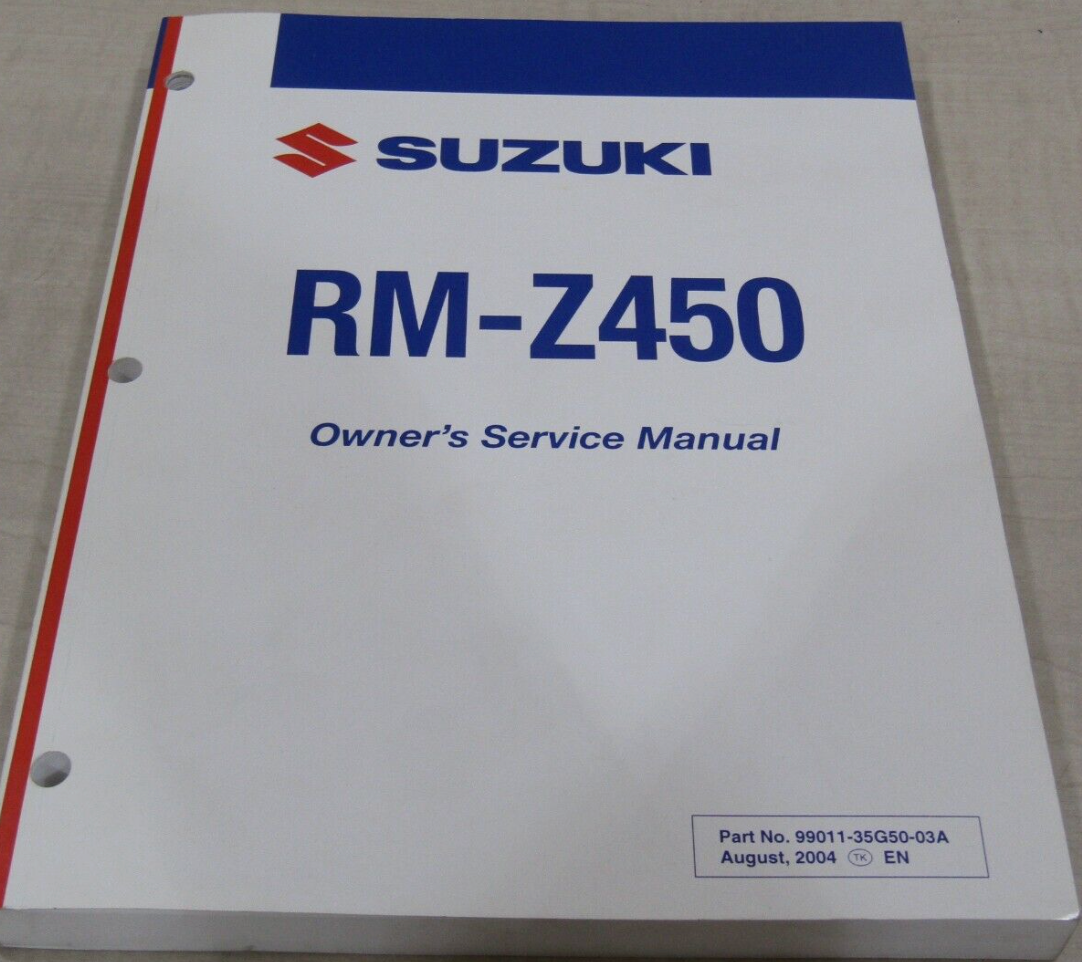 SUZUKI
RM-Z450
Owner's Service Manual
Part No. 99011-35G50-03A
August, 2004 TK EN